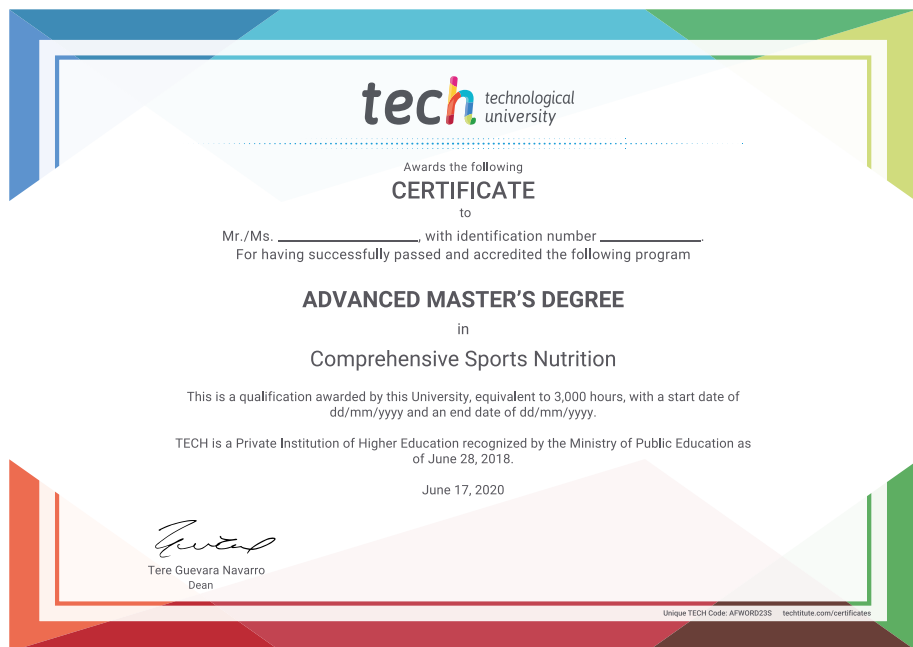 tech technological
university
Awards the following
CERTIFICATE
to
Mr./Ms. ____________________, with identification number ______________.
For having successfully passed and accredited the following program
ADVANCED MASTER'S DEGREE
in
Comprehensive Sports Nutrition
This is a qualification awarded by this University, equivalent to 3,000 hours, with a start date of
dd/mm/yyyy and an end date of dd/mm/yyyy.
TECH is a Private Institution of Higher Education recognized by the Ministry of Public Education as
of June 28, 2018.
June 17, 2020
Tere Guevara Navarro
Dean
Unique TECH Code: AFWORD23S techtitute.com/certificates